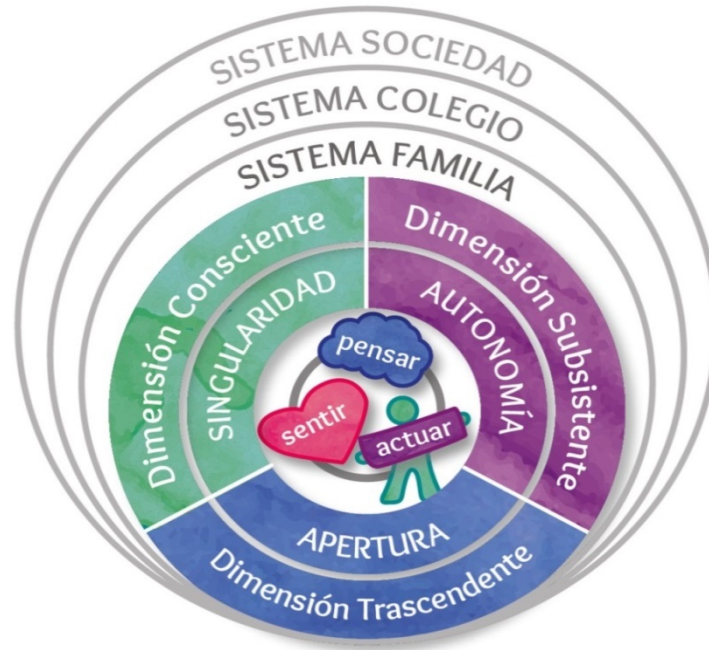 SISTEMA SOCIEDAD
SISTEMA COLEGIO
SISTEMA FAMILIA
Dimensión Consciente
SINGULARIDAD
Dimensión Subsistente
AUTONOMÍA
pensar
sentir
actuar
APERTURA
Dimensión Trascendente